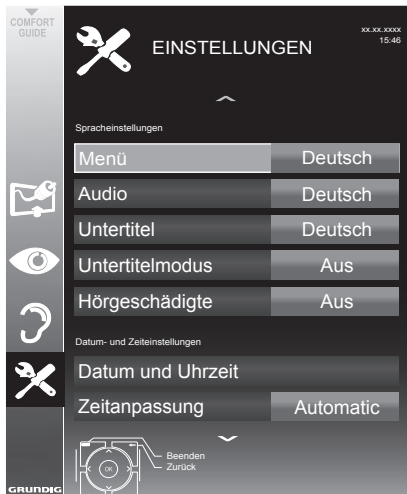 COMFORT
GUIDE
EINSTELLUNGEN
xx.xx.xxxx
15:46
Spracheinstellungen
Menü Deutsch
Audio Deutsch
Untertitel Deutsch
Untertitelmodus Aus
Hörgeschädigte Aus
Datum- und Zeiteinstellungen
Datum und Uhrzeit
Zeitanpassung Automatic
OK
Beenden
Zurück
GRUNDIG